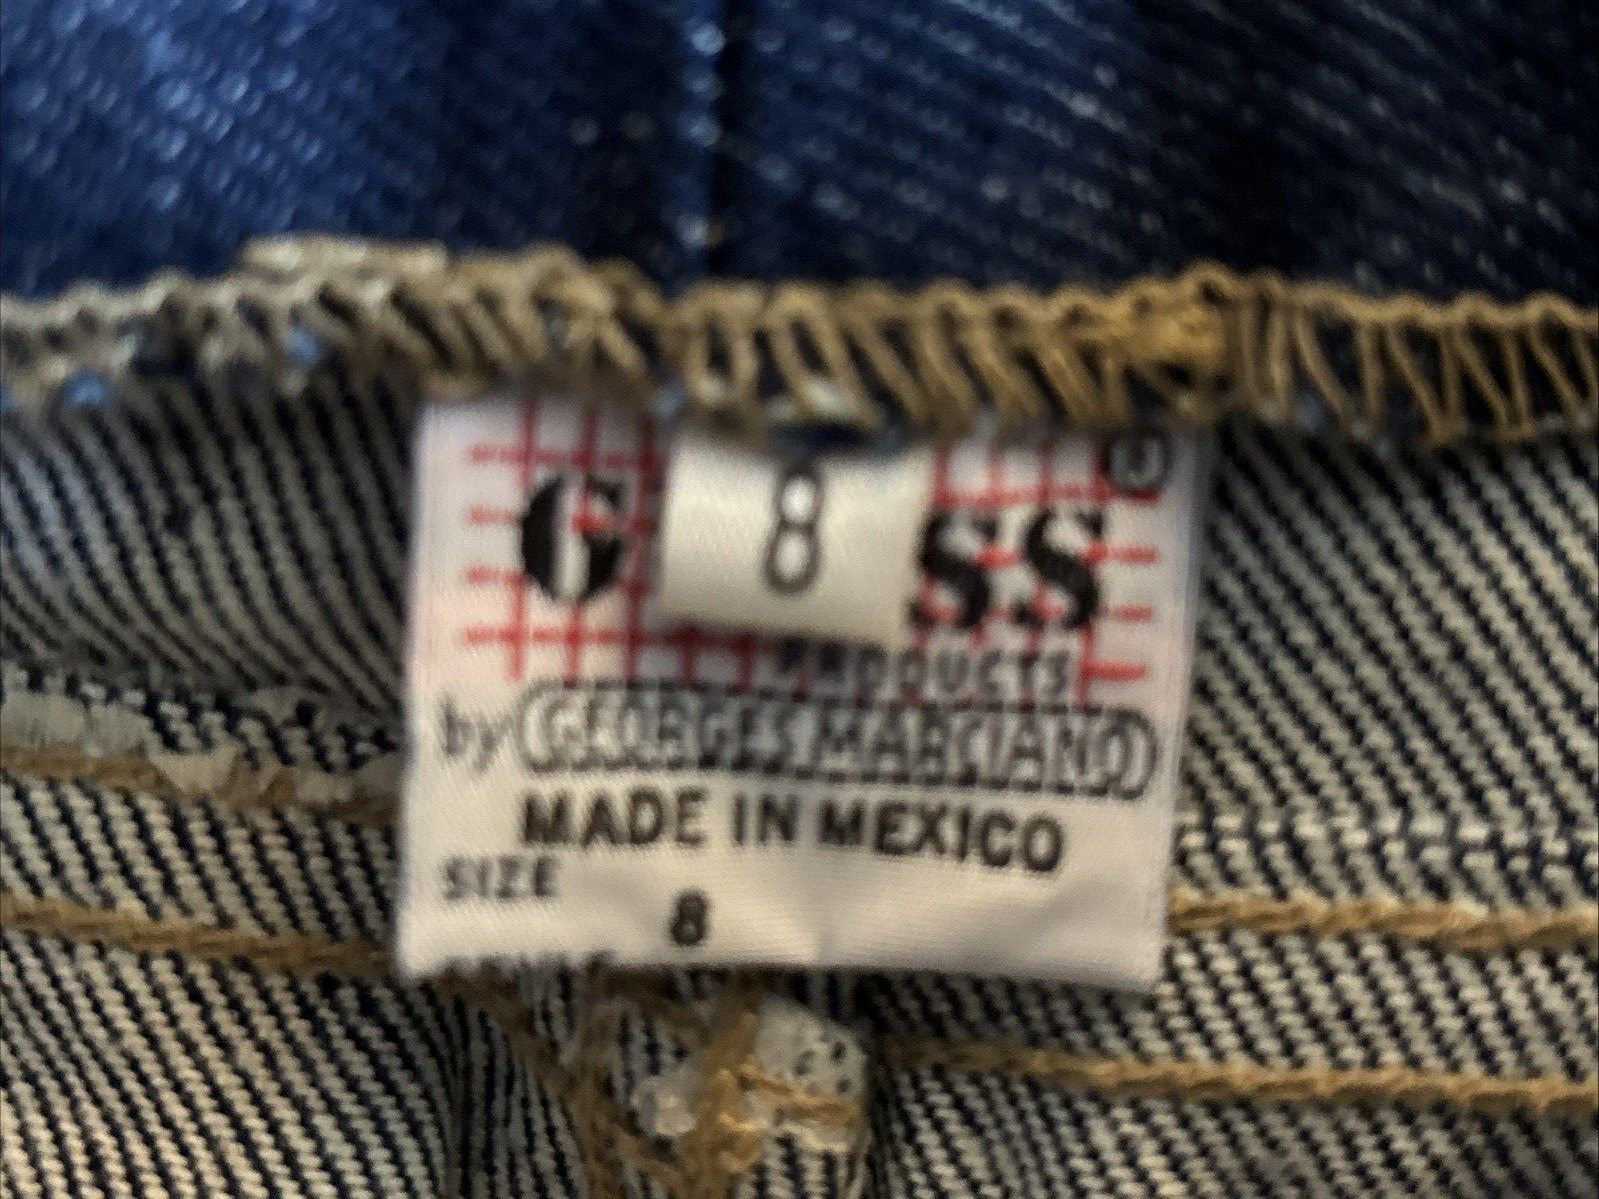 G 8 SS ®
PRODUCTS
by GEORGES MARCIANO
MADE IN MEXICO
SIZE
8